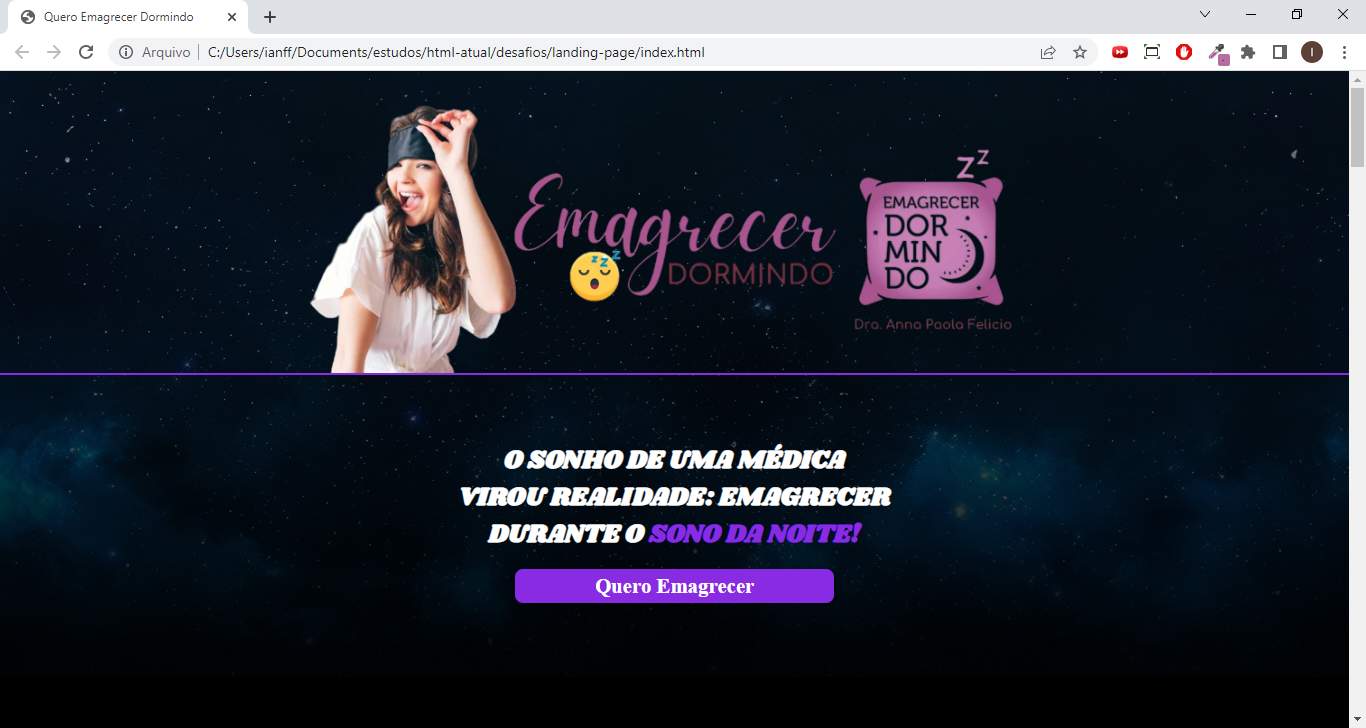 Quero Emagrecer Dormindo
Arquivo
C:/Users/ianff/Documents/estudos/html-atual/desafios/landing-page/index.html
I
Emagrecer
DORMINDO
zzz
ZZ
EMAGRECER
DOR
MIN
DO
Dra. Anna Paola Felicio
O SONHO DE UMA MÉDICA
VIROU REALIDADE: EMAGRECER
DURANTE O SONO DA NOITE!
Quero Emagrecer